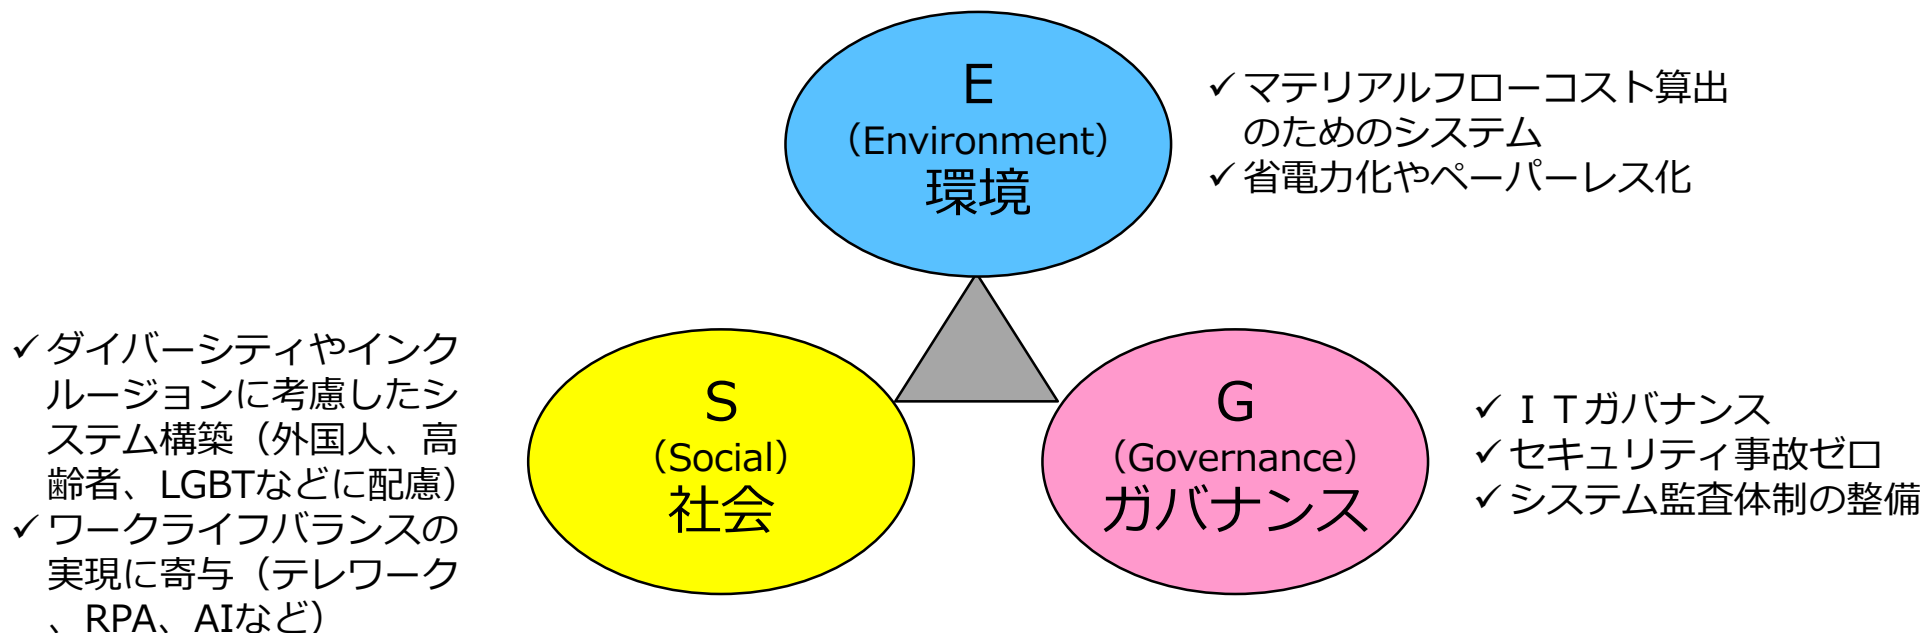 E
（Environment）
環境
✓ マテリアルフローコスト算出
のためのシステム
✓ 省電力化やペーパーレス化
✓ ダイバーシティやインク
ルージョンに考慮したシ
ステム構築（外国人、高
齢者、LGBTなどに配慮）
✓ ワークライフバランスの
実現に寄与（テレワーク
、RPA、AIなど）
S
（Social）
社会
G
（Governance）
ガバナンス
✓ ＩＴガバナンス
✓ セキュリティ事故ゼロ
✓ システム監査体制の整備